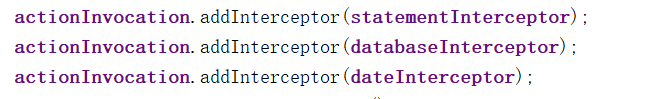 actionInvocation.addInterceptor(statementInterceptor);
actionInvocation.addInterceptor(databaseInterceptor);
actionInvocation.addInterceptor(dateInterceptor);